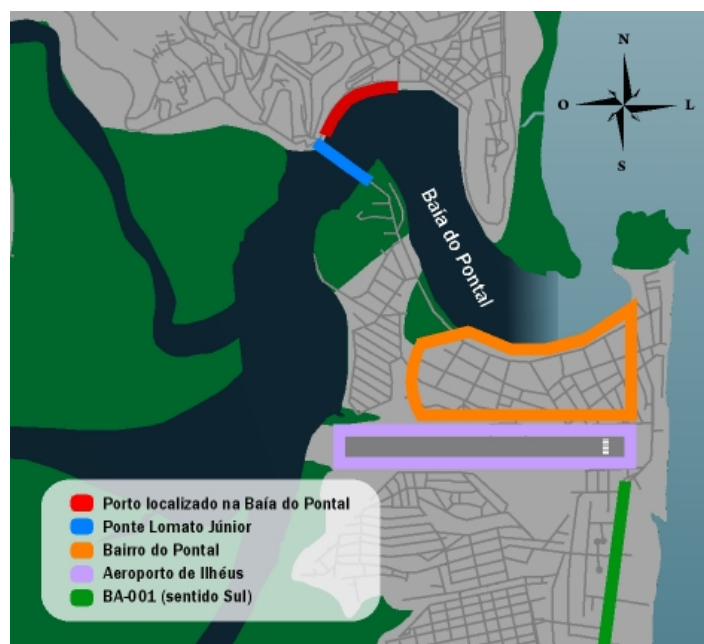 N
O
L
S
Baía do Pontal
Porto localizado na Baía do Pontal
Ponte Lomato Júnior
Bairro do Pontal
Aeroporto de Ilhéus
BA-001 (sentido Sul)